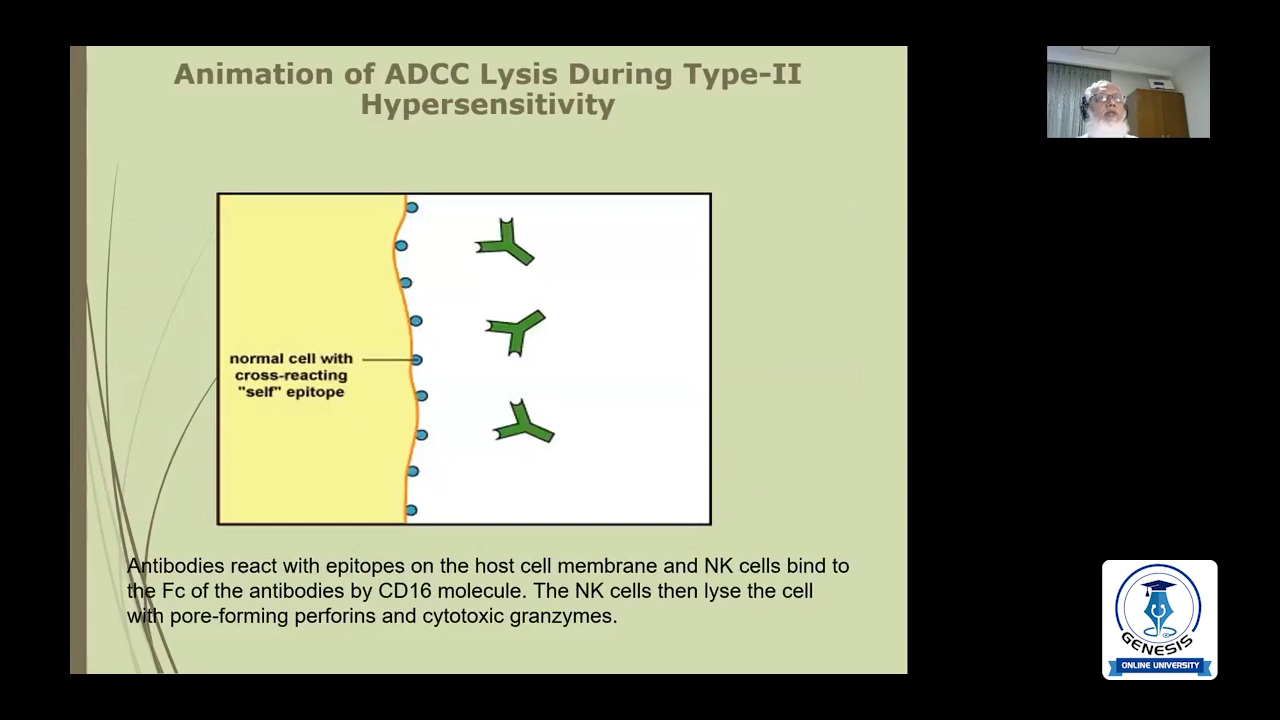 Animation of ADCC Lysis During Type-II
Hypersensitivity
normal cell with
cross-reacting
"self" epitope
Antibodies react with epitopes on the host cell membrane and NK cells bind to
the Fc of the antibodies by CD16 molecule. The NK cells then lyse the cell
with pore-forming perforins and cytotoxic granzymes.
GENESIS
ONLINE UNIVERSITY